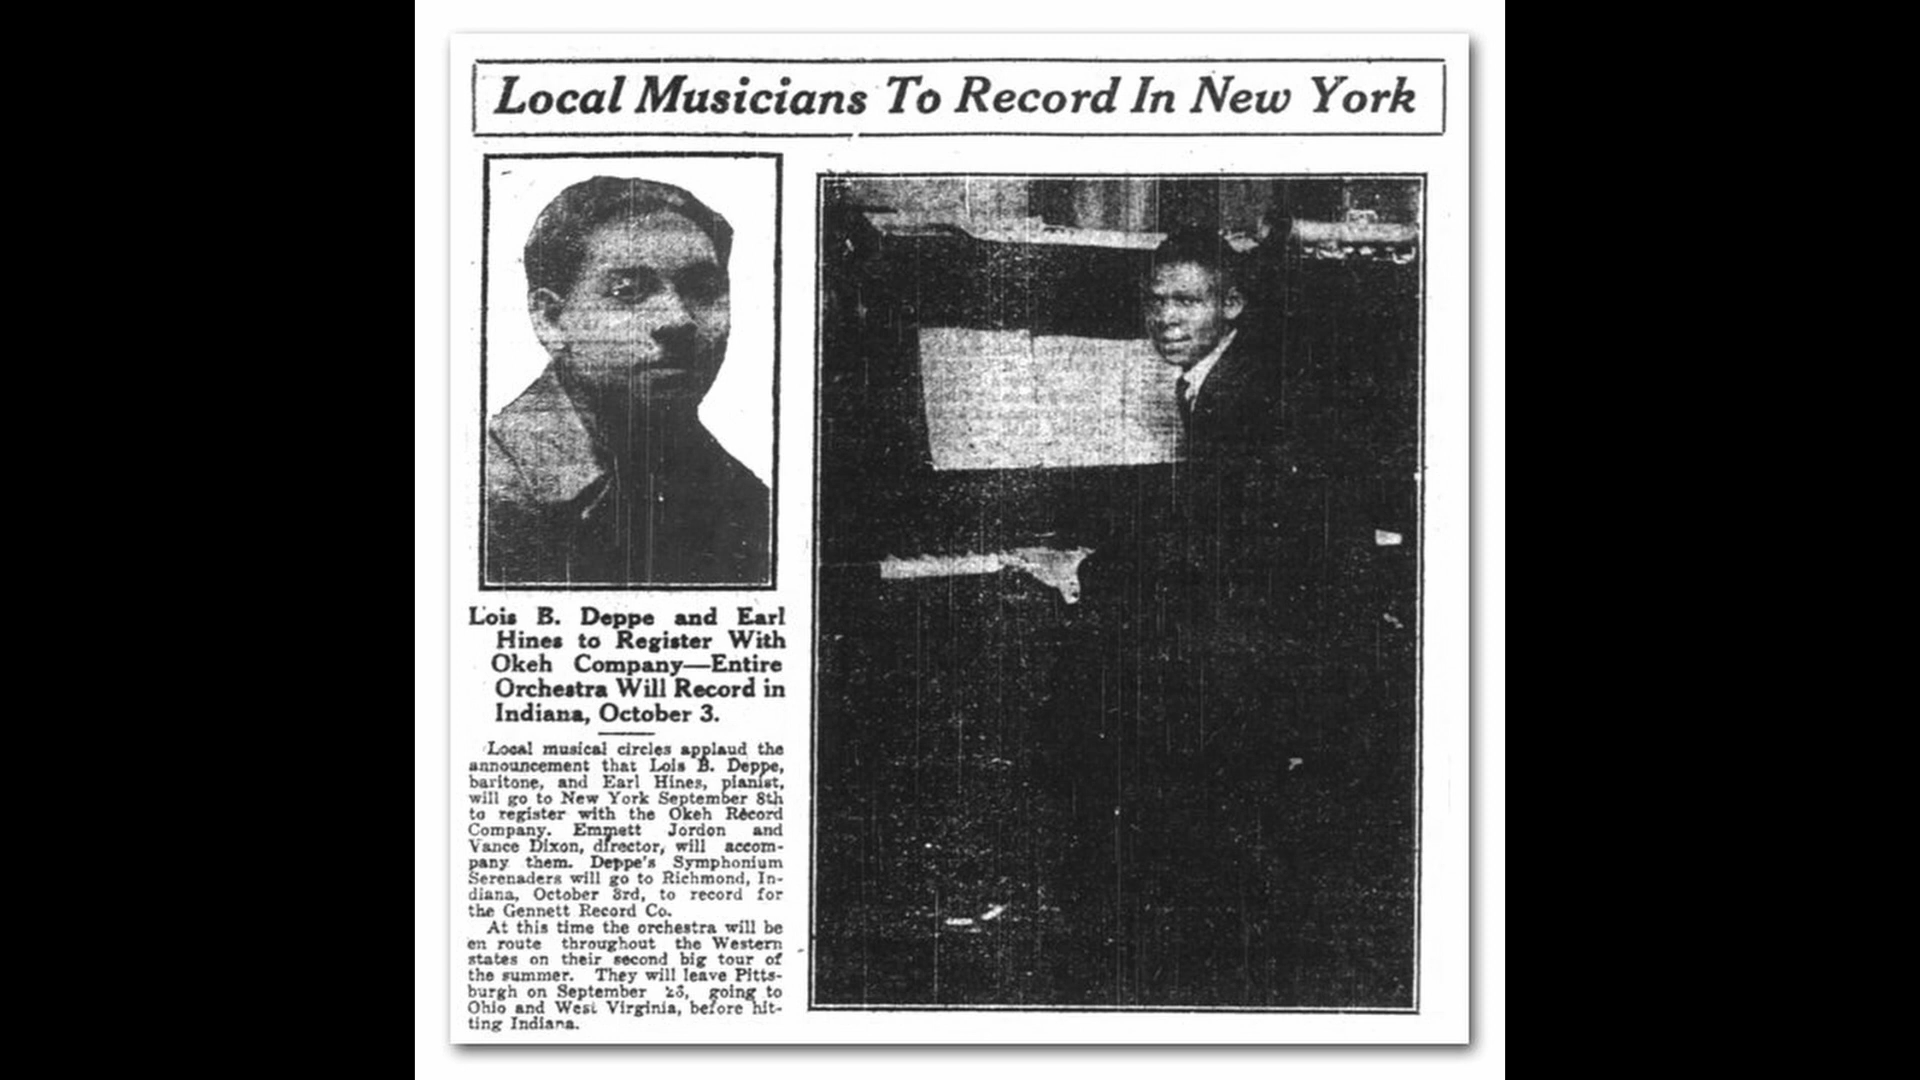 Local Musicians To Record In New York
Lois B. Deppe and Earl
Hines to Register With
Okeh Company—Entire
Orchestra Will Record in
Indiana, October 3.
Local musical circles applaud the
announcement that Lois B. Deppe,
baritone, and Earl Hines, pianist,
will go to New York September 8th
to register with the Okeh Record
Company. Emmett Jordon and
Vance Dixon, director, will accom-
pany them. Deppe's Symphonium
Serenaders will go to Richmond, In-
diana, October 3rd, to record for
the Gennett Record Co.
At this time the orchestra will be
en route throughout the Western
states on their second big tour of
the summer. They will leave Pitts-
burgh on September going to
Ohio and West Virginia, before hit-
ting Indiana.